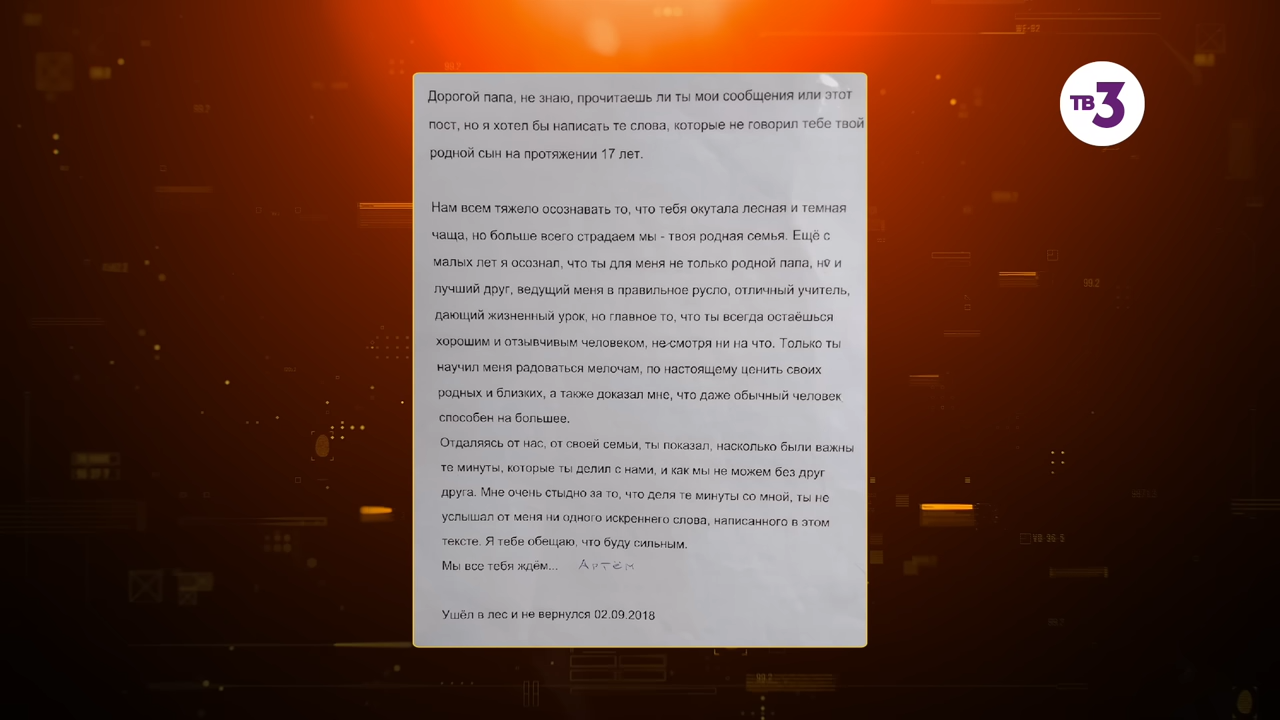 ТВ3
Дорогой папа, не знаю, прочитаешь ли ты мои сообщения или этот
пост, но я хотел бы написать те слова, которые не говорил тебе твой
родной сын на протяжении 17 лет.
Нам всем тяжело осознавать то, что тебя окутала лесная и темная
чаща, но больше всего страдаем мы - твоя родная семья. Ещё с
малых лет я осознал, что ты для меня не только родной папа, но и
лучший друг, ведущий меня в правильное русло, отличный учитель,
дающий жизненный урок, но главное то, что ты всегда остаёшься
хорошим и отзывчивым человеком, не смотря ни на что. Только ты
научил меня радоваться мелочам, по настоящему ценить своих
родных и близких, а также доказал мне, что даже обычный человек
способен на большее.
Отдаляясь от нас, от своей семьи, ты показал, насколько были важны
те минуты, которые ты делил с нами, и как мы не можем без друг
друга. Мне очень стыдно за то, что деля те минуты со мной, ты не
услышал от меня ни одного искреннего слова, написанного в этом
тексте. Я тебе обещаю, что буду сильным.
Мы все тебя ждём... Артём
Ушёл в лес и не вернулся 02.09.2018